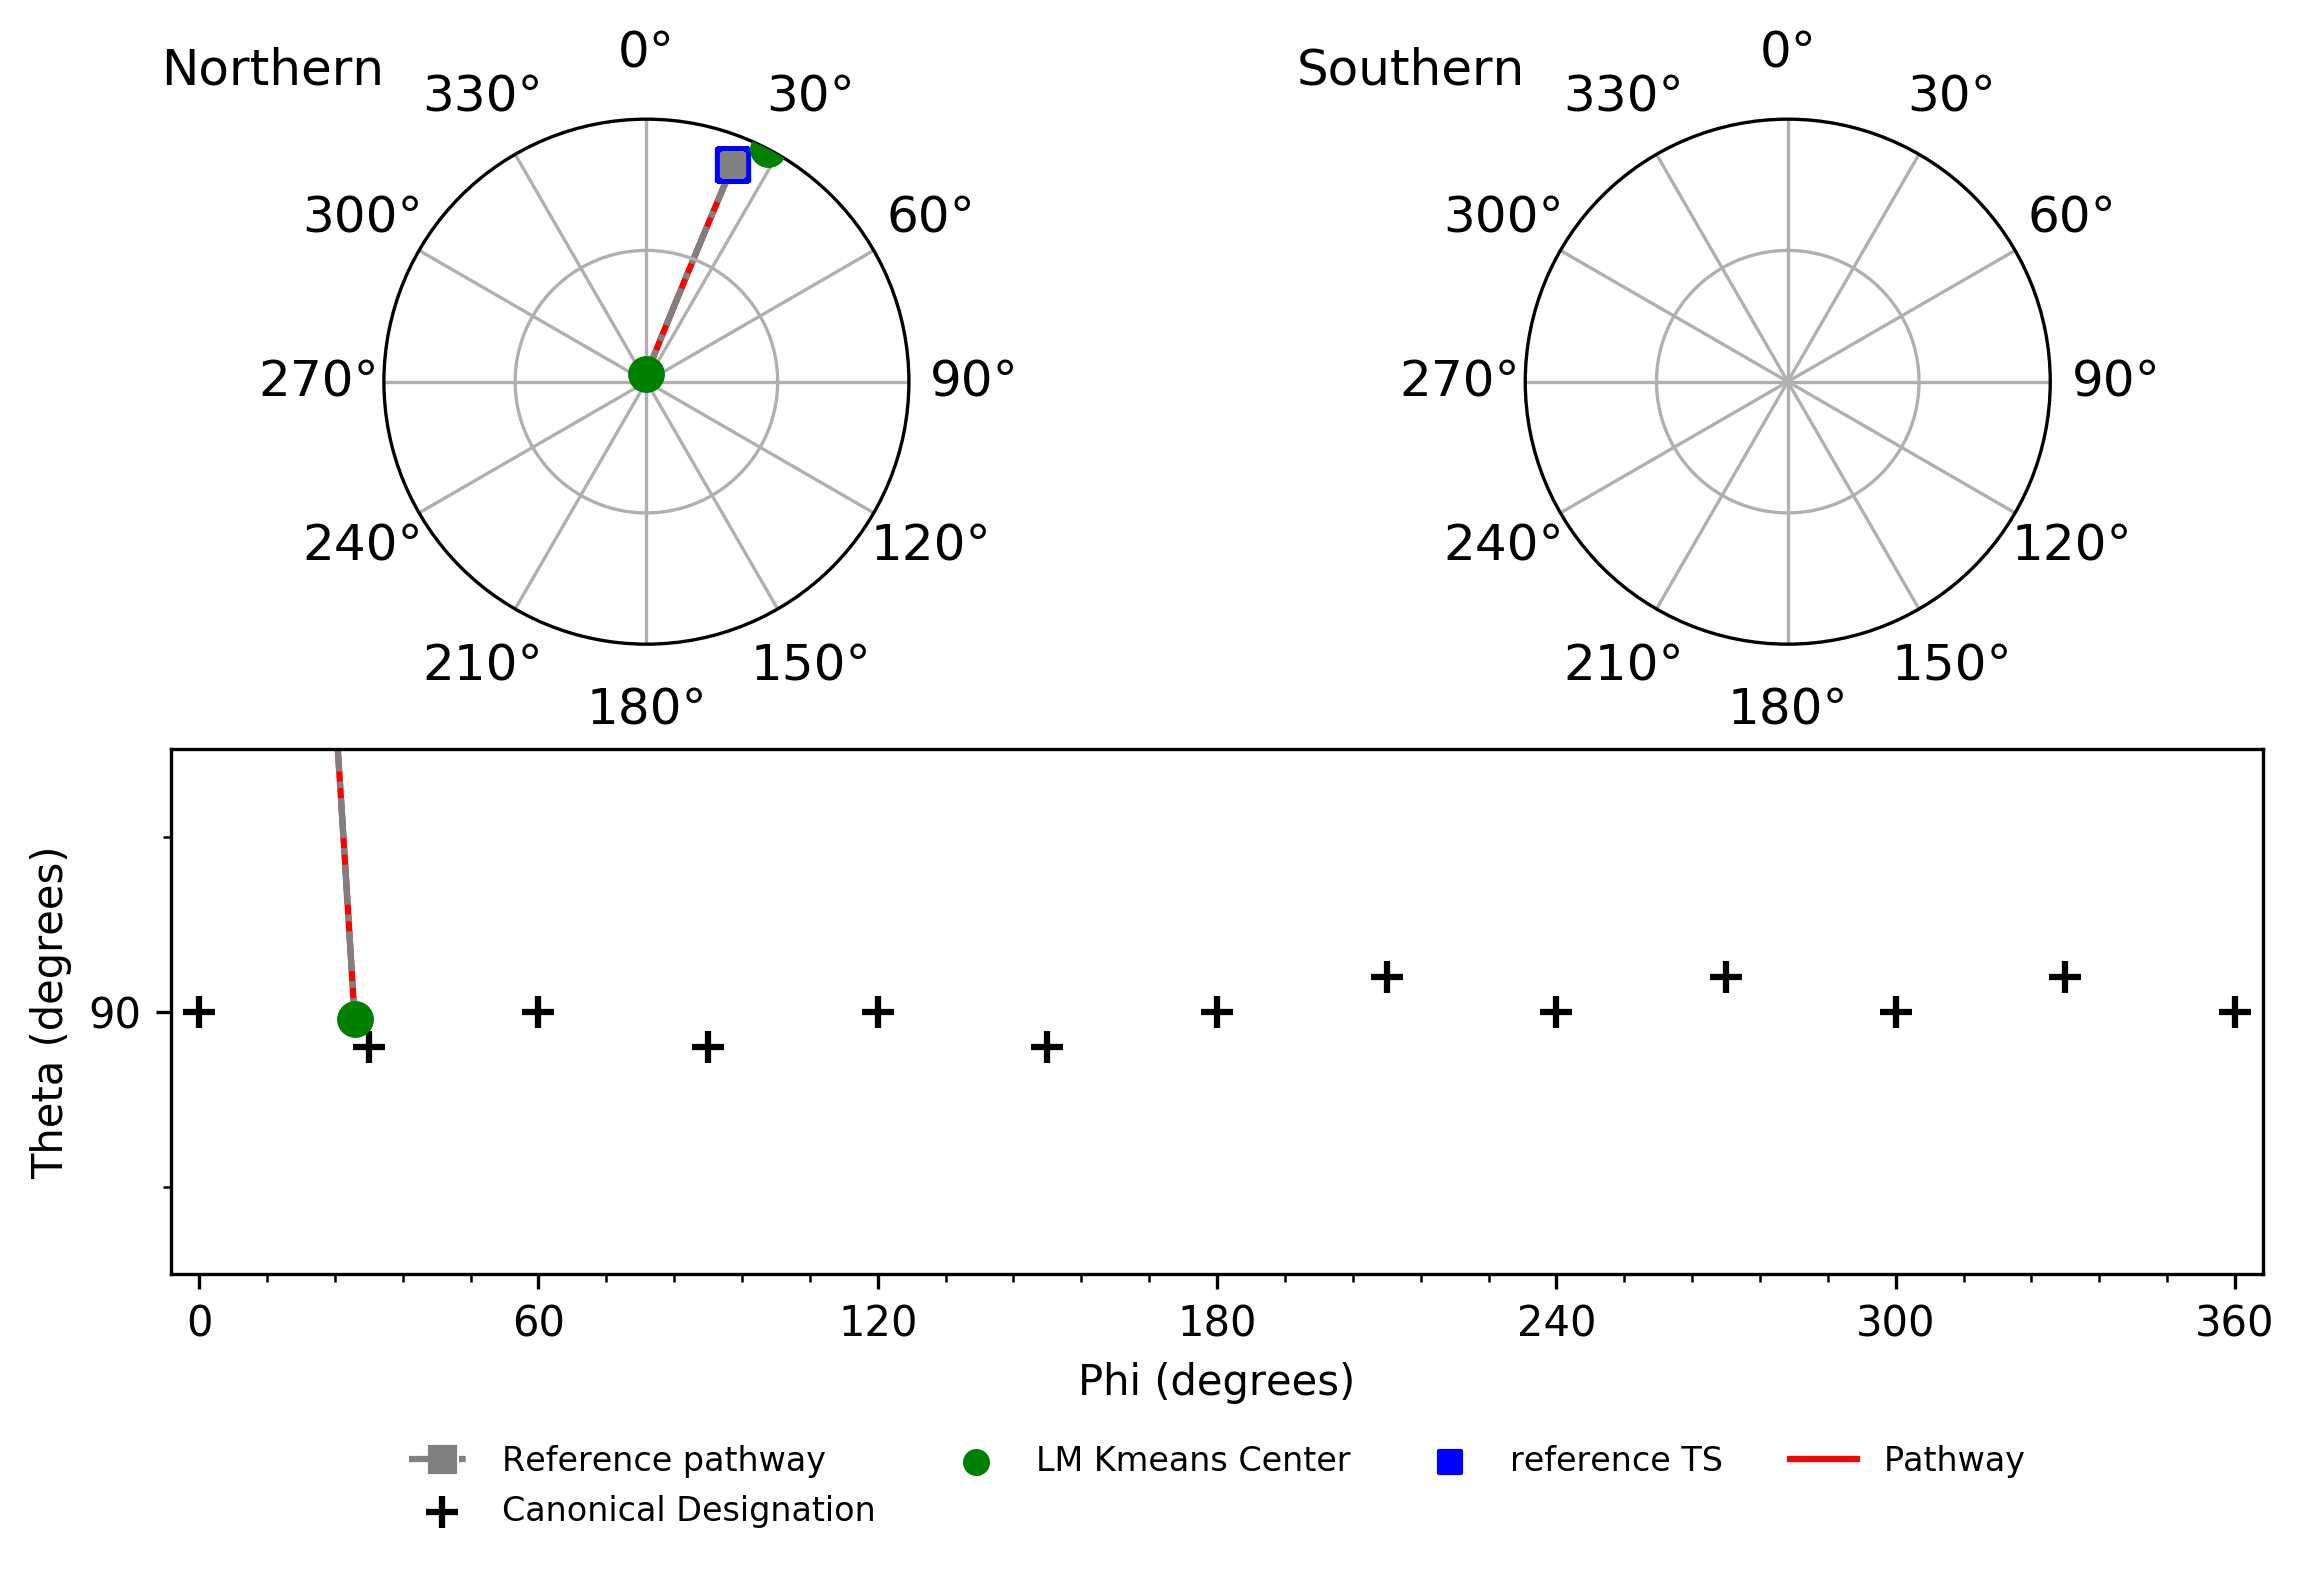 Northern
0°
30°
60°
90°
120°
150°
180°
210°
240°
270°
300°
330°
Southern
0°
30°
60°
90°
120°
150°
180°
210°
240°
270°
300°
330°
Theta (degrees)
90
0 60 120 180 240 300 360
Phi (degrees)
Reference pathway
Canonical Designation
LM Kmeans Center
reference TS
Pathway